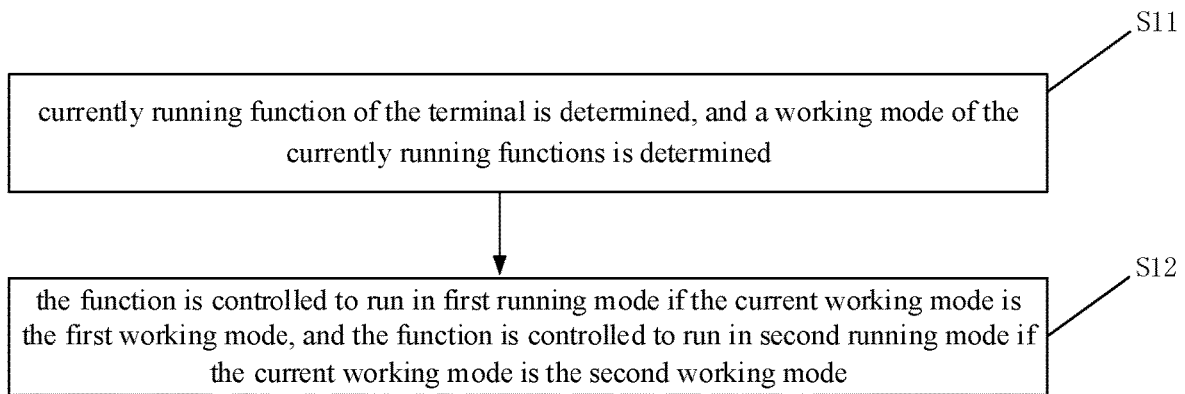 S11
currently running function of the terminal is determined, and a working mode of the
currently running functions is determined
S12
the function is controlled to run in first running mode if the current working mode is
the first working mode, and the function is controlled to run in second running mode if
the current working mode is the second working mode